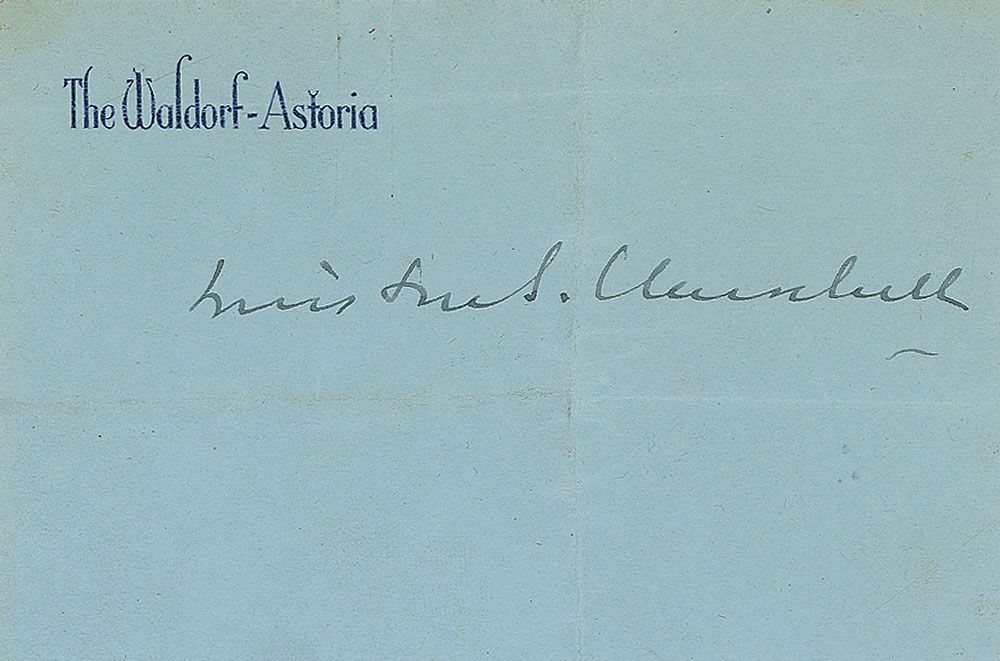 The Waldorf-Astoria
Winston S. Churchill